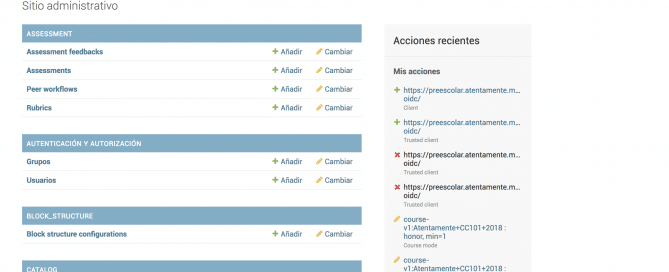 Sitio administrativo
ASSESSMENT
Assessment feedbacks Añadir Cambiar
Assessments Añadir Cambiar
Peer workflows Añadir Cambiar
Rubrics Añadir Cambiar
AUTENTICACIÓN Y AUTORIZACIÓN
Grupos Añadir Cambiar
Usuarios Añadir Cambiar
BLOCK_STRUCTURE
Block structure configurations Añadir Cambiar
CATALOG
Acciones recientes
Mis acciones
https://preescolar.atentamente.m...
oidc/
Client
https://preescolar.atentamente.m...
oidc/
Trusted client
https://preescolar.atentamente.m...
oidc/
Client
https://preescolar.atentamente.m...
oidc/
Trusted client
course-
v1:Atentamente+CC101+2018 :
honor, min=1
Course mode
course-
v1:Atentamente+CC101+2018 :